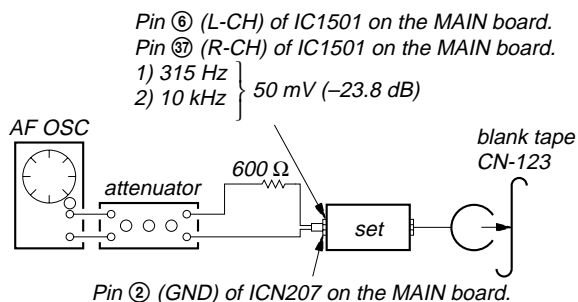 Pin ⑥ (L-CH) of IC1501 on the MAIN board.
Pin ㊲ (R-CH) of IC1501 on the MAIN board.
1) 315 Hz
2) 10 kHz
50 mV (–23.8 dB)
AF OSC
attenuator
600 Ω
set
blank tape
CN-123
Pin ② (GND) of ICN207 on the MAIN board.